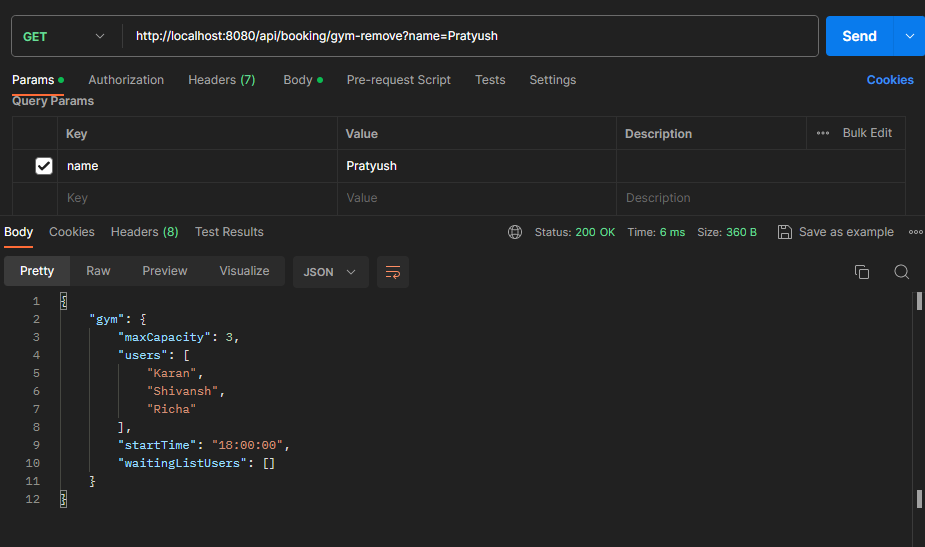 GET http://localhost:8080/api/booking/gym-remove?name=Pratyush Send
Params Authorization Headers (7) Body Pre-request Script Tests Settings Cookies
Query Params
Key Value Description ••• Bulk Edit
name Pratyush
Key Value Description
Body Cookies Headers (8) Test Results Status: 200 OK Time: 6 ms Size: 360 B Save as example •••
Pretty Raw Preview Visualize JSON
1 {
2 "gym": {
3 "maxCapacity": 3,
4 "users": [
5 "Karan",
6 "Shivansh",
7 "Richa"
8 ],
9 "startTime": "18:00:00",
10 "waitingListUsers": []
11 }
12 }